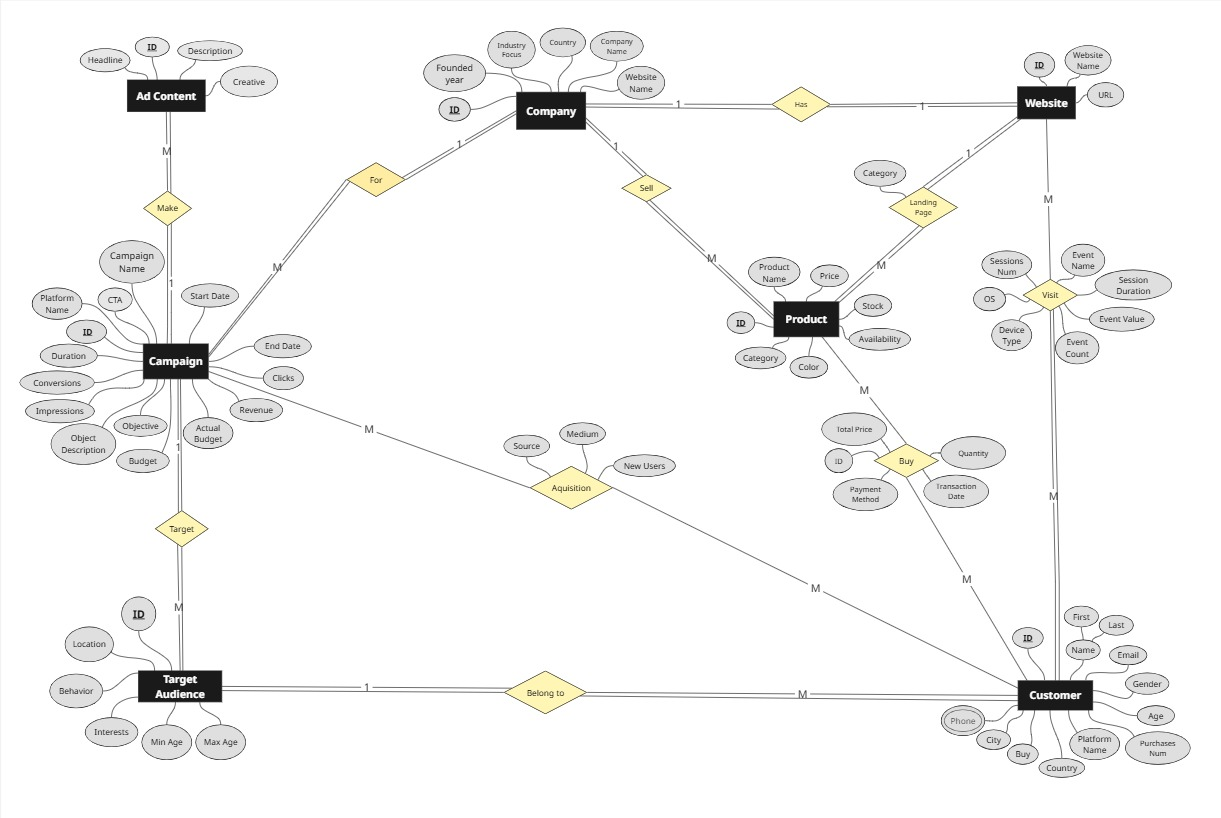 Headline
ID
Description
Creative
Ad Content
M
Make
1
Industry
Focus
Country
Company
Name
Founded
year
Website
Name
ID
Company
1
Has
1
ID
Website
Name
URL
Website
1
For
M
1
Sell
M
1
Category
Landing
Page
M
M
Campaign
Name
CTA
Start Date
Platform
Name
ID
Duration
Conversions
Impressions
Object
Description
Objective
Budget
Actual
Budget
Revenue
Clicks
End Date
Campaign
Product
Name
Price
Stock
Availability
ID
Category
Color
Product
Sessions
Num
Event
Name
Session
Duration
OS
Visit
Event Value
Device
Type
Event
Count
M
M
Source
Medium
New Users
Aquisition
M
M
Total Price
ID
Buy
Quantity
Payment
Method
Transaction
Date
M
M
1
Target
M
ID
Location
Behavior
Interests
Min Age
Max Age
Target
Audience
1
Belong to
M
ID
First
Last
Name
Email
Gender
Age
Customer
Phone
City
Buy
Country
Platform
Name
Purchases
Num